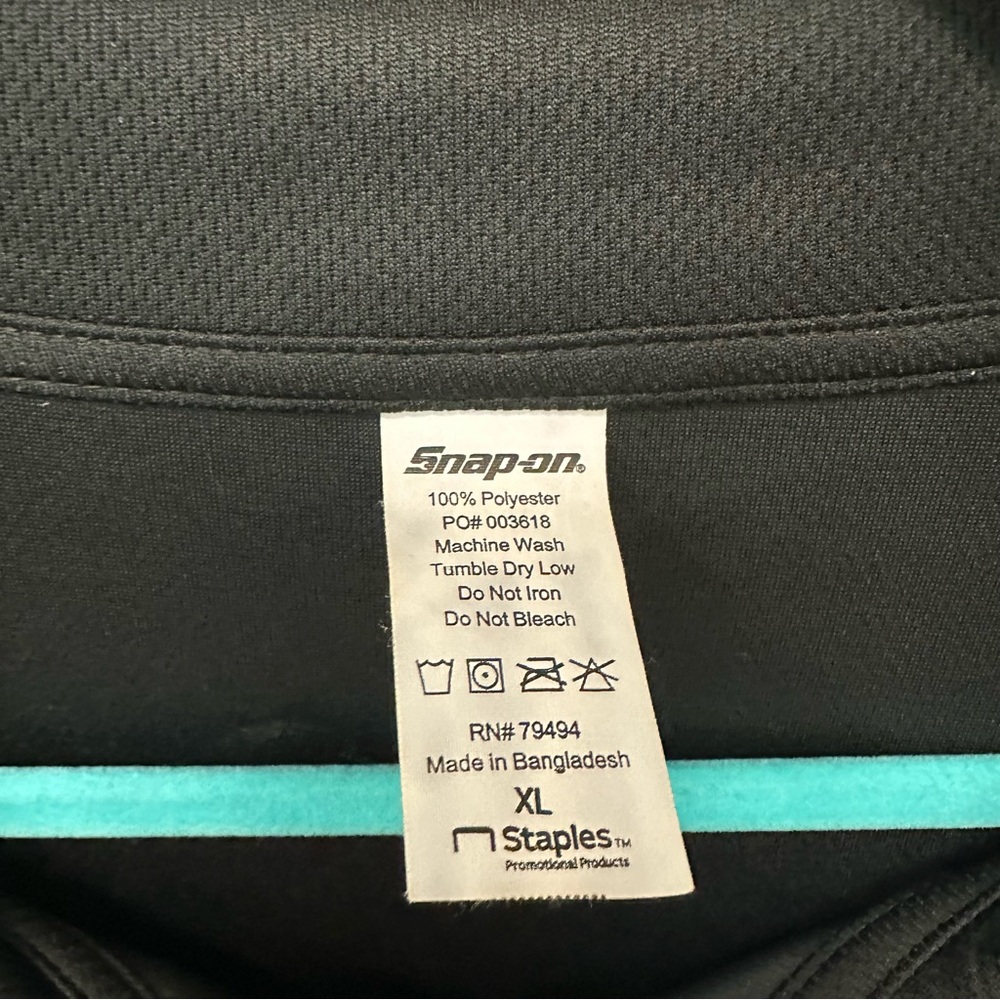 Snap-on®
100% Polyester
PO# 003618
Machine Wash
Tumble Dry Low
Do Not Iron
Do Not Bleach
RN# 79494
Made in Bangladesh
XL
Staples™
Promotional Products